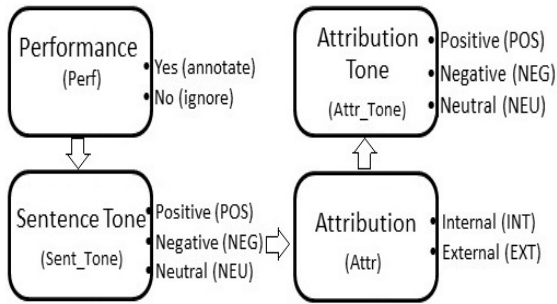 Performance
(Perf)
• Yes (annotate)
• No (ignore)
Sentence Tone
(Sent_Tone)
• Positive (POS)
• Negative (NEG)
• Neutral (NEU)
Attribution
(Attr)
• Internal (INT)
• External (EXT)
Attribution
Tone
(Attr_Tone)
• Positive (POS)
• Negative (NEG)
• Neutral (NEU)